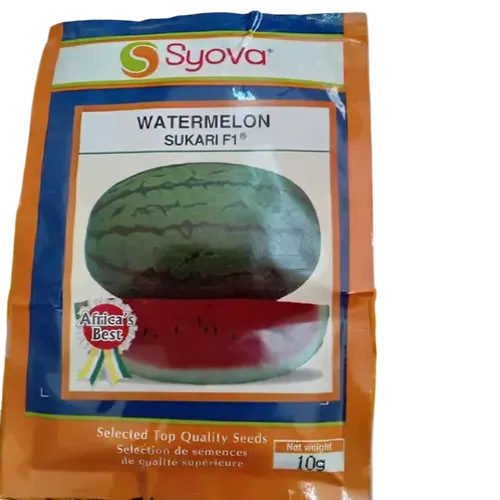 Syova®
WATERMELON
SUKARI F1®
Africa's
Best
Selected Top Quality Seeds
Sélection de semences
de qualité supérieure
Net weight
10g